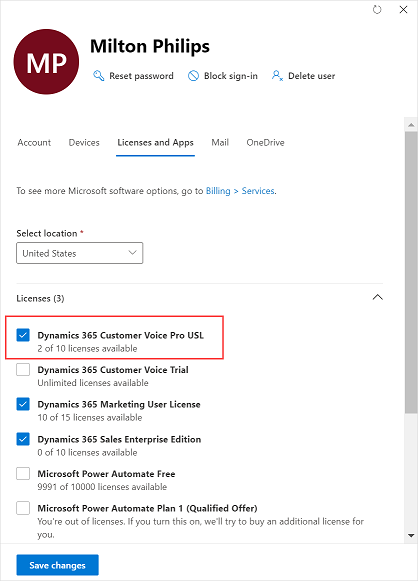 MP
Milton Philips
Reset password Block sign-in Delete user
Account Devices Licenses and Apps Mail OneDrive
To see more Microsoft software options, go to Billing > Services.
Select location *
United States
Licenses (3)
Dynamics 365 Customer Voice Pro USL
2 of 10 licenses available
Dynamics 365 Customer Voice Trial
Unlimited licenses available
Dynamics 365 Marketing User License
10 of 15 licenses available
Dynamics 365 Sales Enterprise Edition
0 of 10 licenses available
Microsoft Power Automate Free
9991 of 10000 licenses available
Microsoft Power Automate Plan 1 (Qualified Offer)
You're out of licenses. If you turn this on, we'll try to buy an additional license for
you.
Save changes